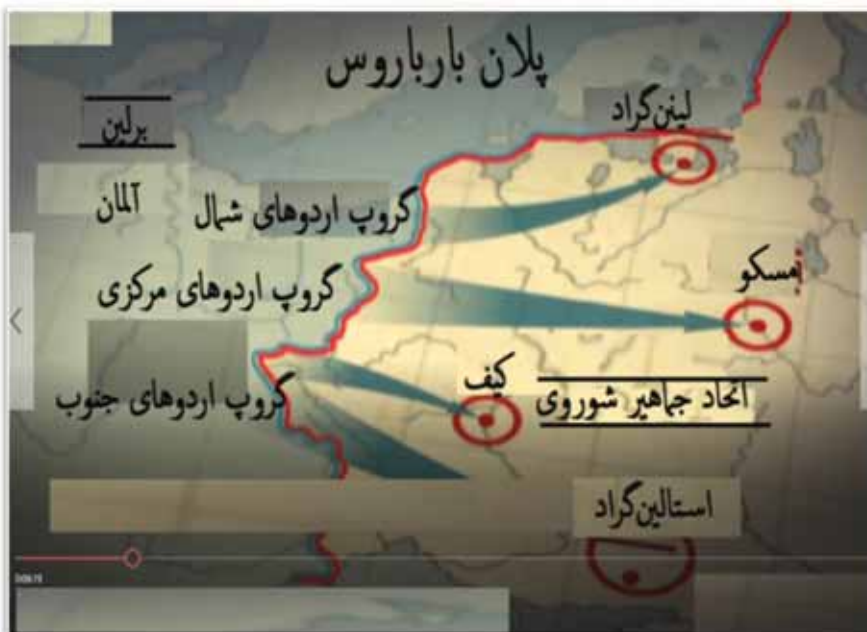 پلان بارباروس
لینن‌گراد
برلین
آلمان
گروپ اردوهای شمال
مسکو
گروپ اردوهای مرکزی
کیف
اتحاد جماهیر شوروی
گروپ اردوهای جنوب
استالین‌گراد